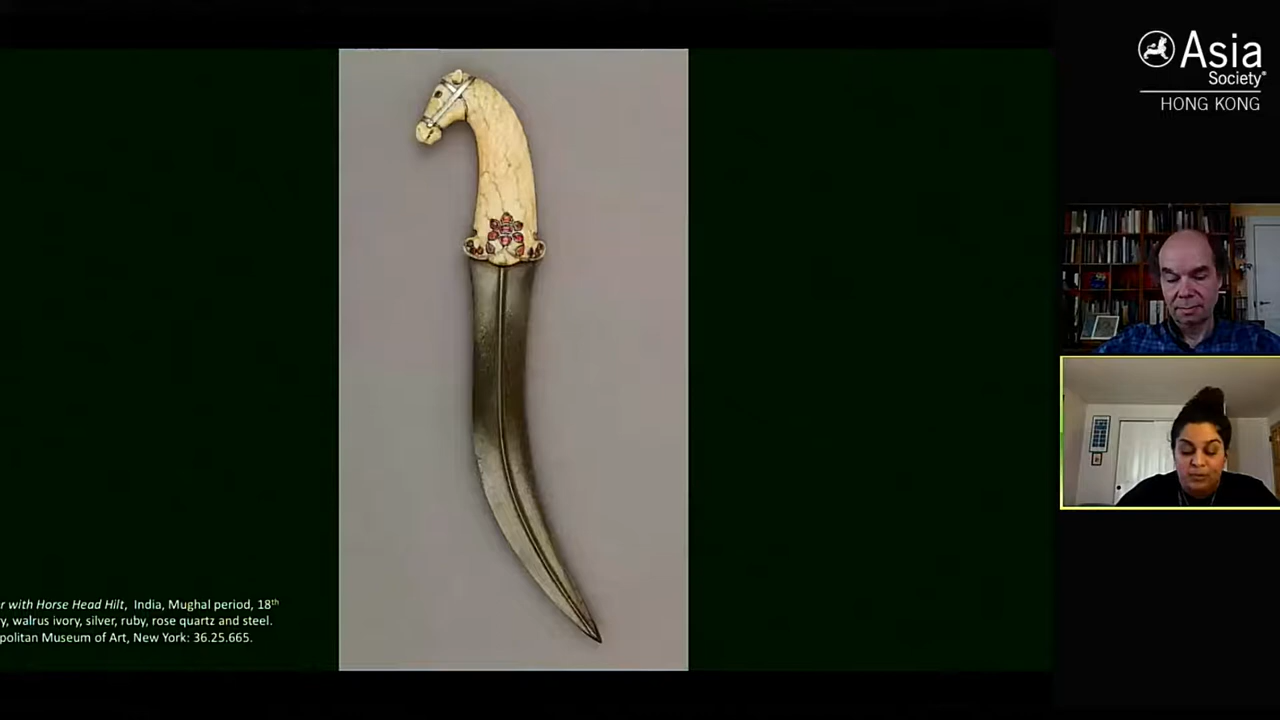 Asia
Society®
HONG KONG
r with Horse Head Hilt, India, Mughal period, 18th
y, walrus ivory, silver, ruby, rose quartz and steel.
politan Museum of Art, New York: 36.25.665.